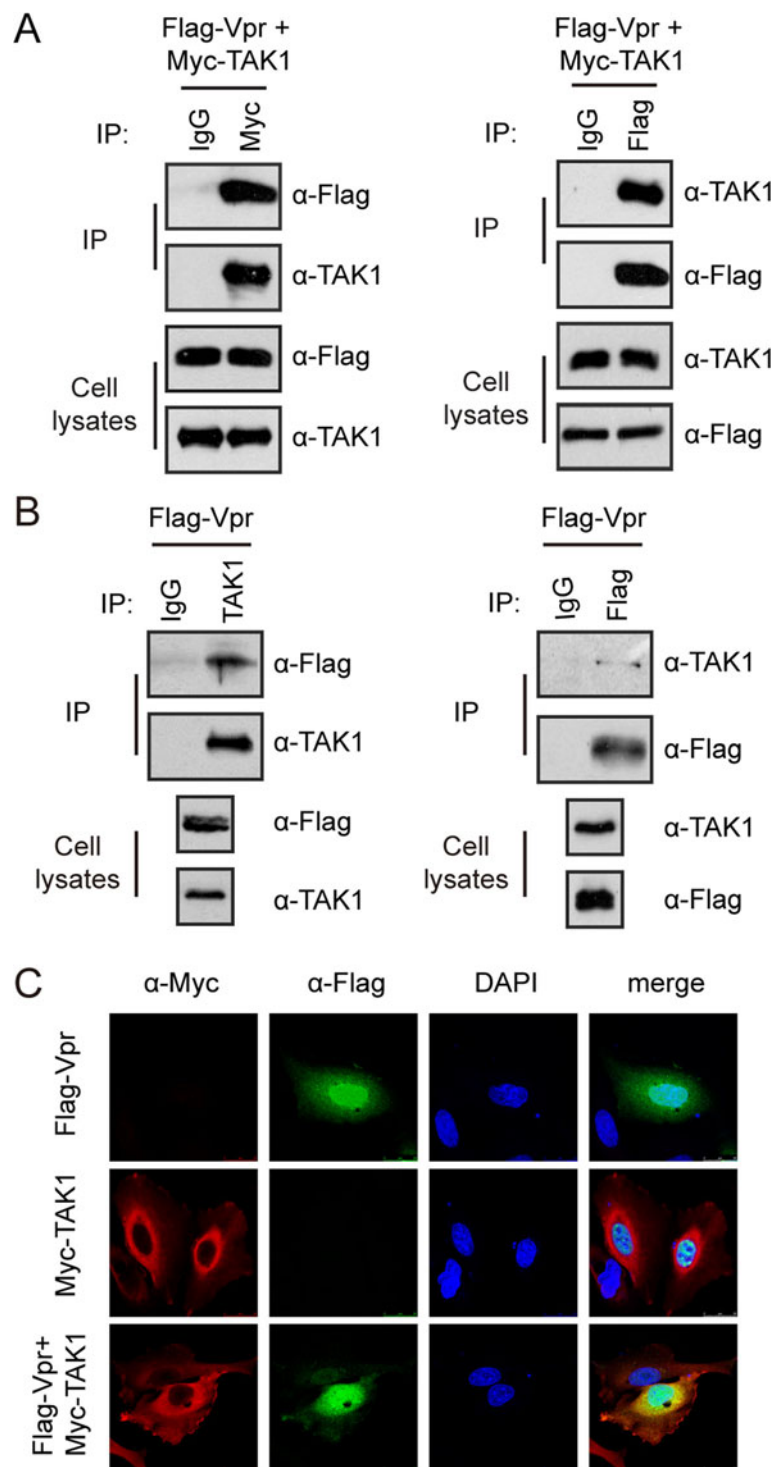 A
Flag-Vpr +
Myc-TAK1
IP:
IgG
Myc
IP
α-Flag
α-TAK1
Cell
lysates
α-Flag
α-TAK1
Flag-Vpr +
Myc-TAK1
IP:
IgG
Flag
IP
α-TAK1
α-Flag
Cell
lysates
α-TAK1
α-Flag
B
Flag-Vpr
IP:
IgG
TAK1
IP
α-Flag
α-TAK1
Cell
lysates
α-Flag
α-TAK1
Flag-Vpr
IP:
IgG
Flag
IP
α-TAK1
α-Flag
Cell
lysates
α-TAK1
α-Flag
C
α-Myc
α-Flag
DAPI
merge
Flag-Vpr
Myc-TAK1
Flag-Vpr+
Myc-TAK1